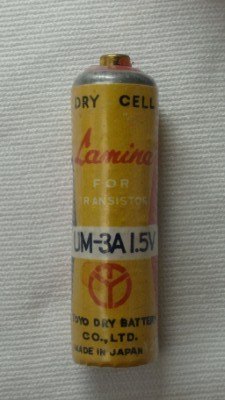 DRY CELL
Lamina
FOR
TRANSISTOR
UM-3A 1.5V
TOYO DRY BATTERY
CO., LTD.
MADE IN JAPAN